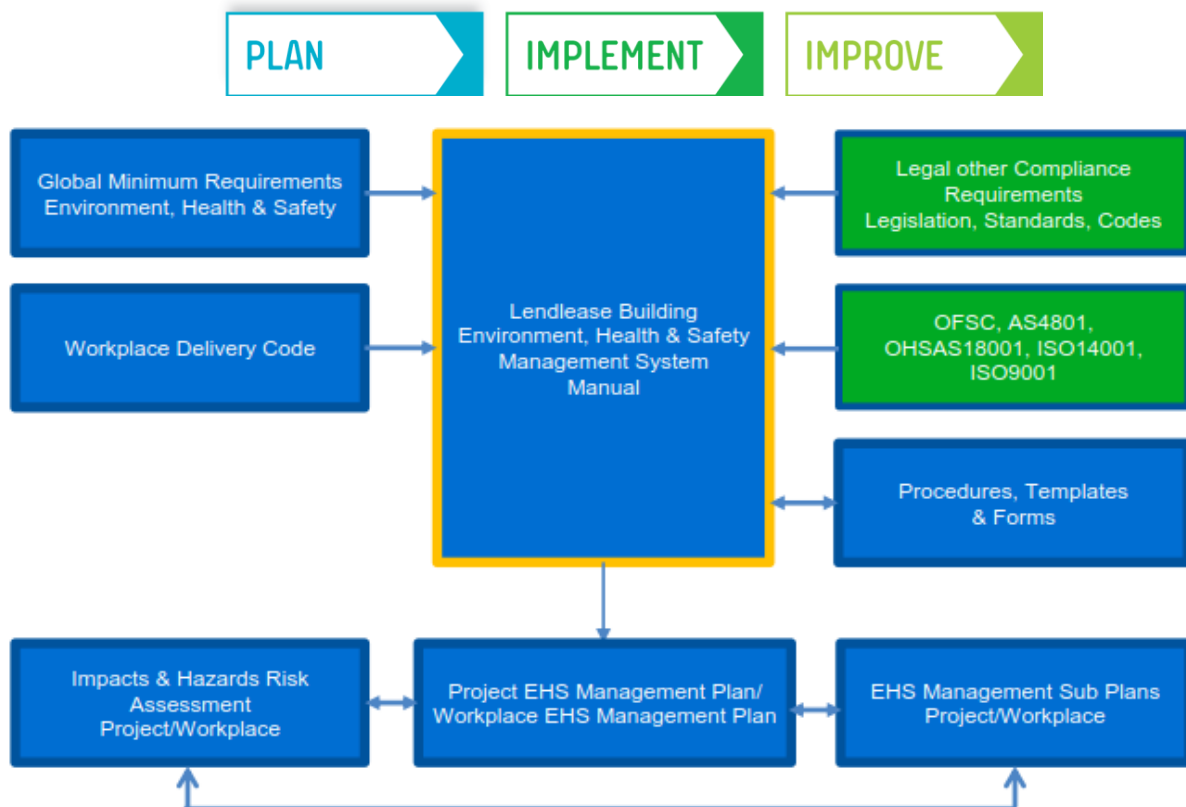 PLAN
IMPLEMENT
IMPROVE
Global Minimum Requirements
Environment, Health & Safety
Workplace Delivery Code
Lendlease Building
Environment, Health & Safety
Management System
Manual
Legal other Compliance
Requirements
Legislation, Standards, Codes
OFSC, AS4801,
OHSAS18001, ISO14001,
ISO9001
Procedures, Templates
& Forms
Impacts & Hazards Risk
Assessment
Project/Workplace
Project EHS Management Plan/
Workplace EHS Management Plan
EHS Management Sub Plans
Project/Workplace